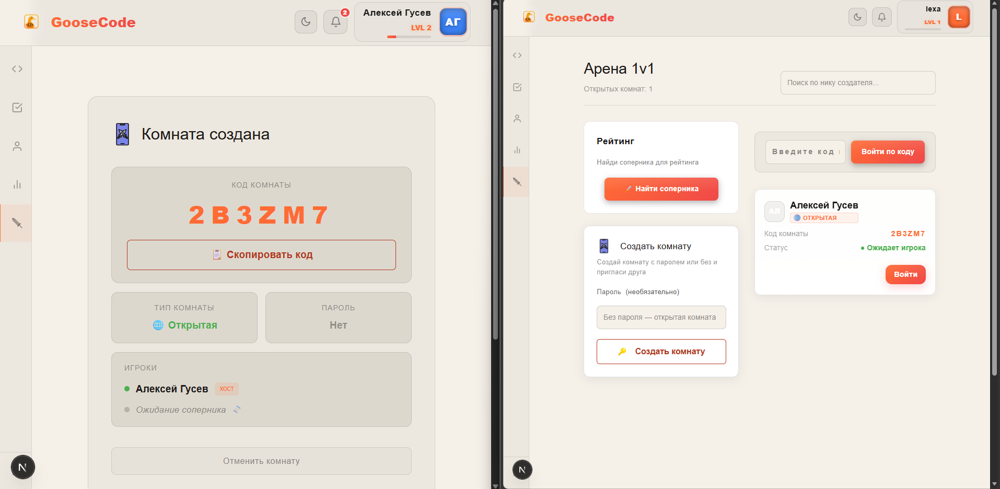 GooseCode
2
Алексей Гусев
LVL 2
АГ
Комната создана
КОД КОМНАТЫ
2B3ZM7
Скопировать код
ТИП КОМНАТЫ
Открытая
ПАРОЛЬ
Нет
ИГРОКИ
Алексей Гусев ХОСТ
Ожидание соперника
Отменить комнату
N
GooseCode
lexa
LVL 1
L
Арена 1v1
Открытых комнат: 1
Поиск по нику создателя...
Рейтинг
Найди соперника для рейтинга
Найти соперника
Создать комнату
Создай комнату с паролем или без и
пригласи друга
Пароль (необязательно)
Без пароля — открытая комната
Создать комнату
Введите код
Войти по коду
АЛ
Алексей Гусев
ОТКРЫТАЯ
Код комнаты 2B3ZM7
Статус ● Ожидает игрока
Войти
N